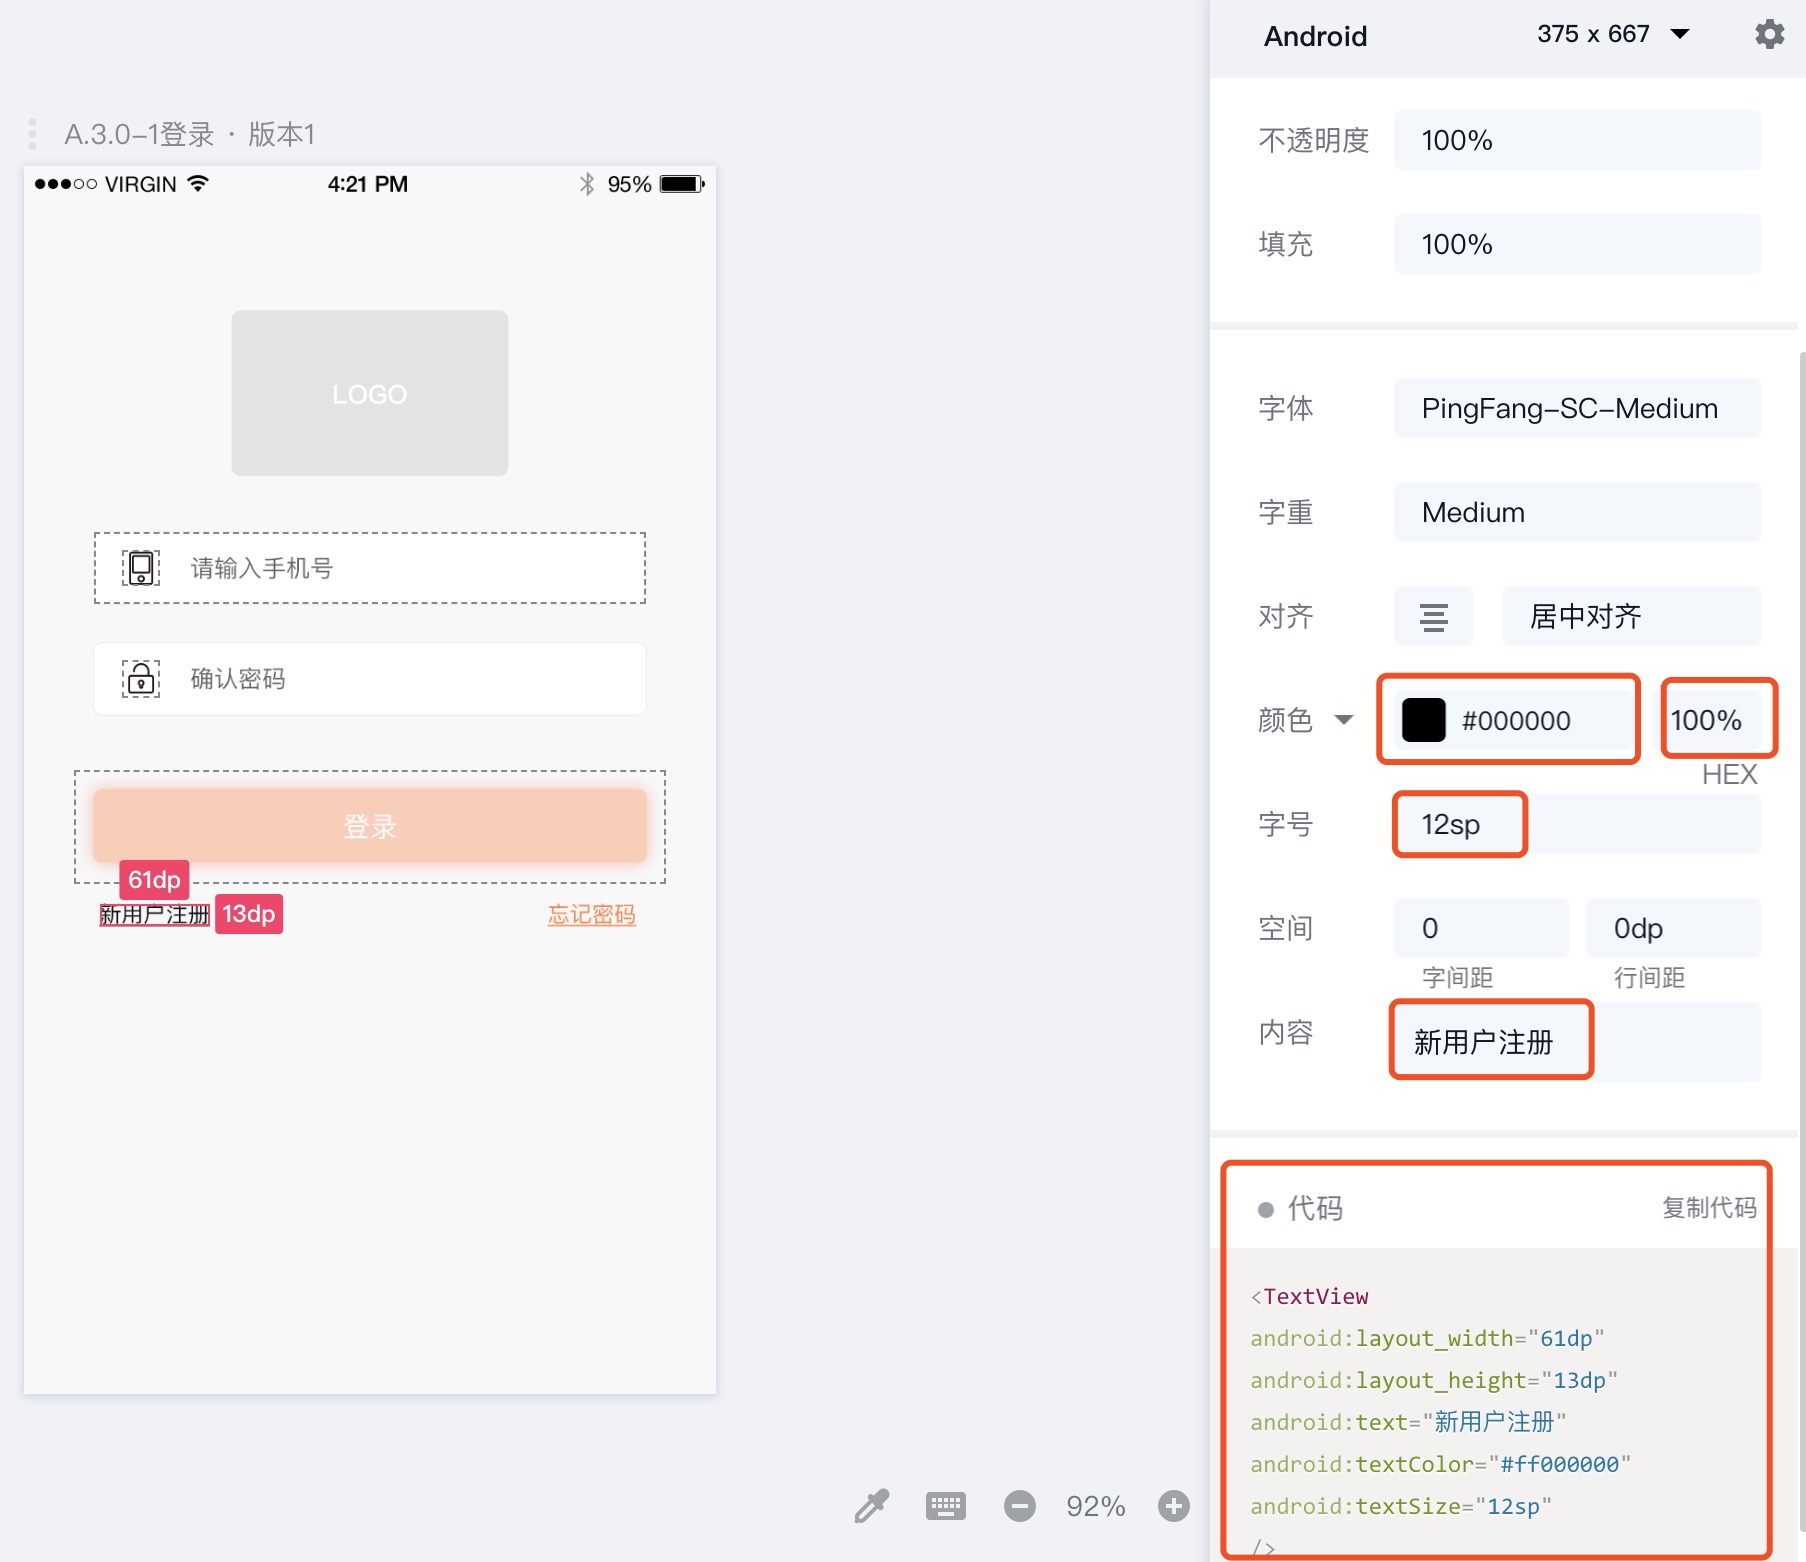 A.3.0-1登录 · 版本1
VIRGIN
4:21 PM
95%
LOGO
请输入手机号
确认密码
登录
61dp
新用户注册
13dp
忘记密码
92%
Android
375 x 667
不透明度
100%
填充
100%
字体
PingFang-SC-Medium
字重
Medium
对齐
居中对齐
颜色
#000000
100%
HEX
字号
12sp
空间
0
0dp
字间距
行间距
内容
新用户注册
代码
复制代码
<TextView
android:layout_width="61dp"
android:layout_height="13dp"
android:text="新用户注册"
android:textColor="#ff000000"
android:textSize="12sp"
/>